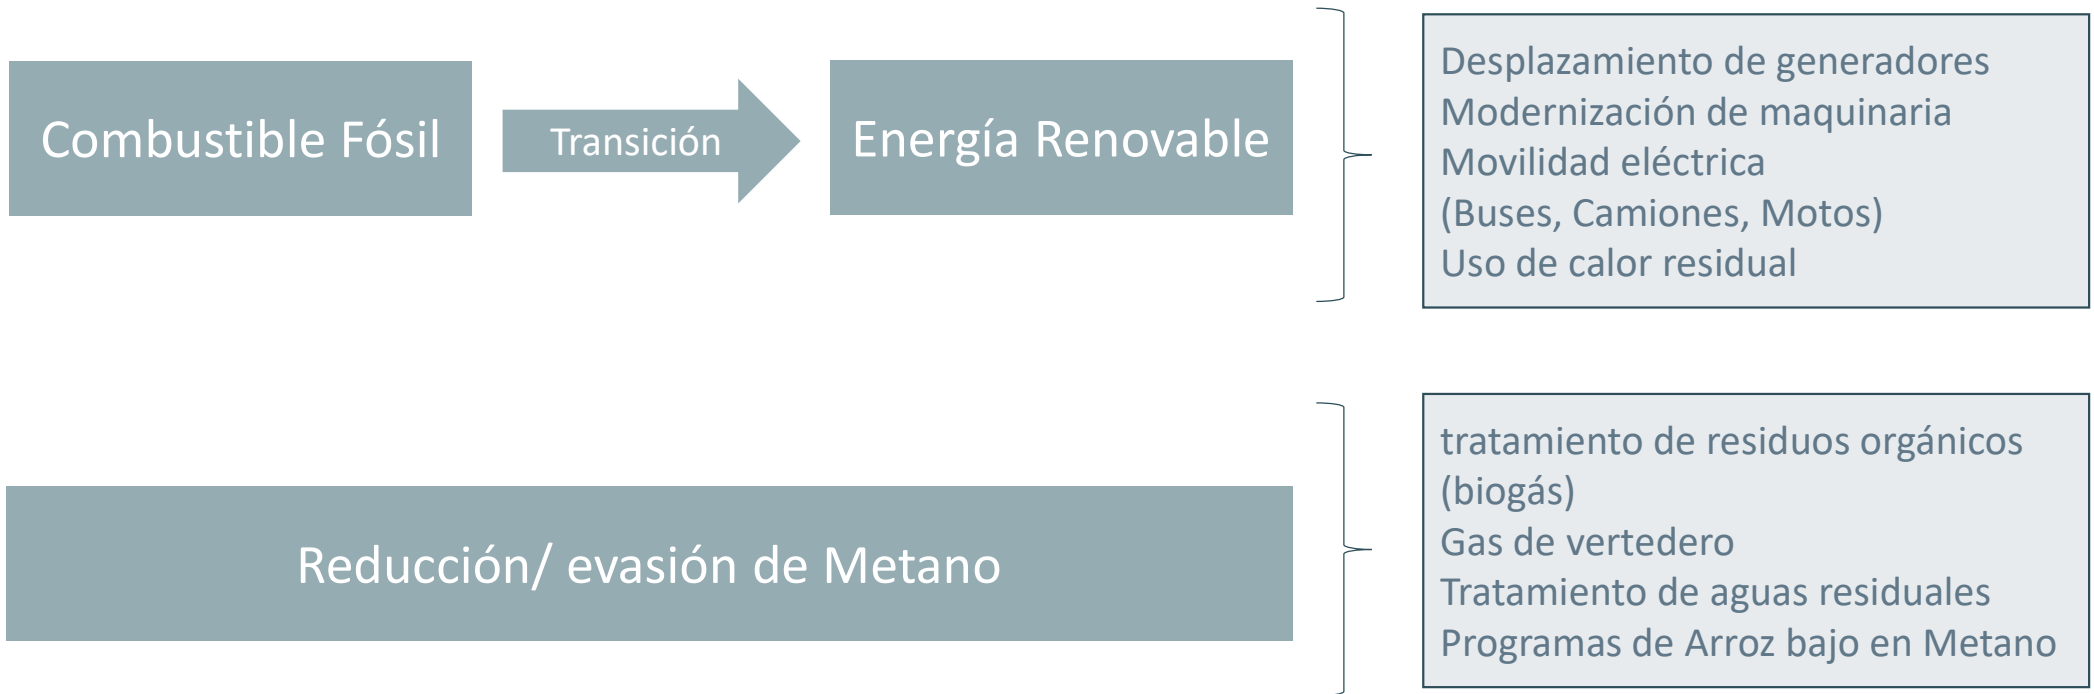 Combustible Fósil
Transición
Energía Renovable
Desplazamiento de generadores
Modernización de maquinaria
Movilidad eléctrica
(Buses, Camiones, Motos)
Uso de calor residual
Reducción/ evasión de Metano
tratamiento de residuos orgánicos
(biogás)
Gas de vertedero
Tratamiento de aguas residuales
Programas de Arroz bajo en Metano